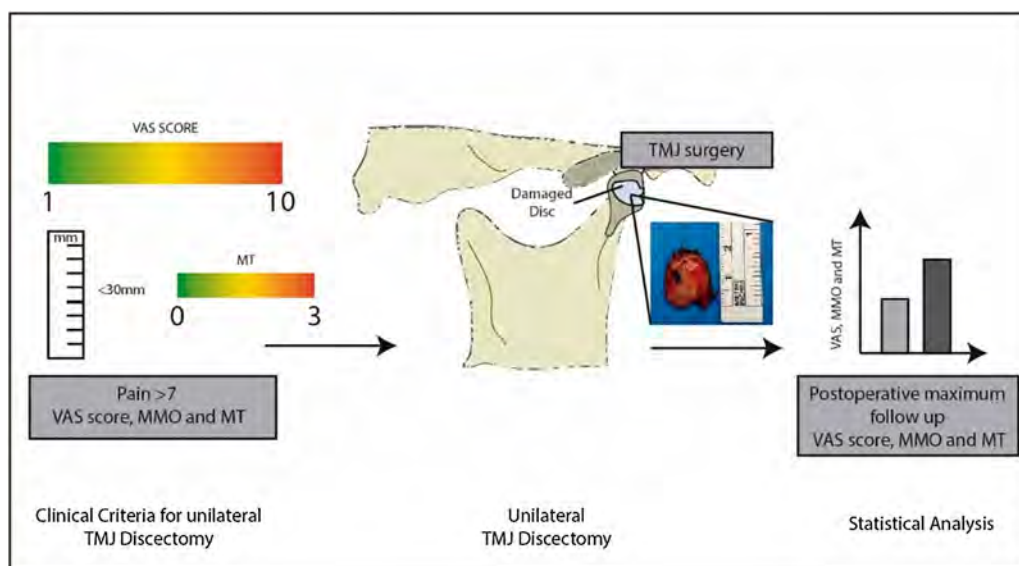 VAS SCORE
1 10
mm
<30mm
MT
0 3
Pain >7
VAS score, MMO and MT
Clinical Criteria for unilateral
TMJ Discectomy
TMJ surgery
Damaged
Disc
1 2
Unilateral
TMJ Discectomy
VAS, MMO and MT
Postoperative maximum
follow up
VAS score, MMO and MT
Statistical Analysis